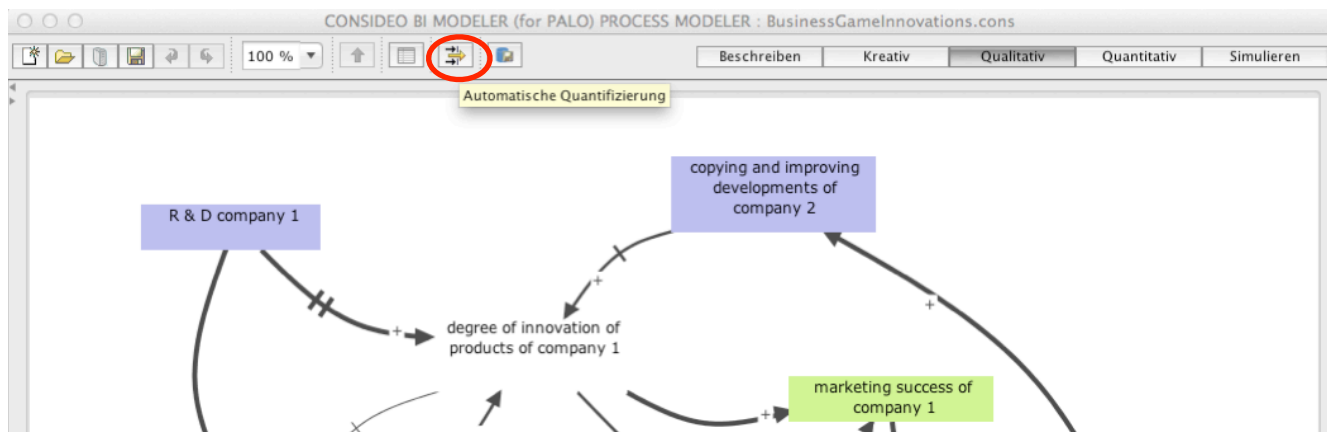 CONSIDEO BI MODELER (for PALO) PROCESS MODELER : BusinessGameInnovations.cons
100 %
Beschreiben
Kreativ
Qualitativ
Quantitativ
Simulieren
Automatische Quantifizierung
copying and improving
developments of
company 2
R & D company 1
+
+
+
degree of innovation of
products of company 1
marketing success of
company 1
+